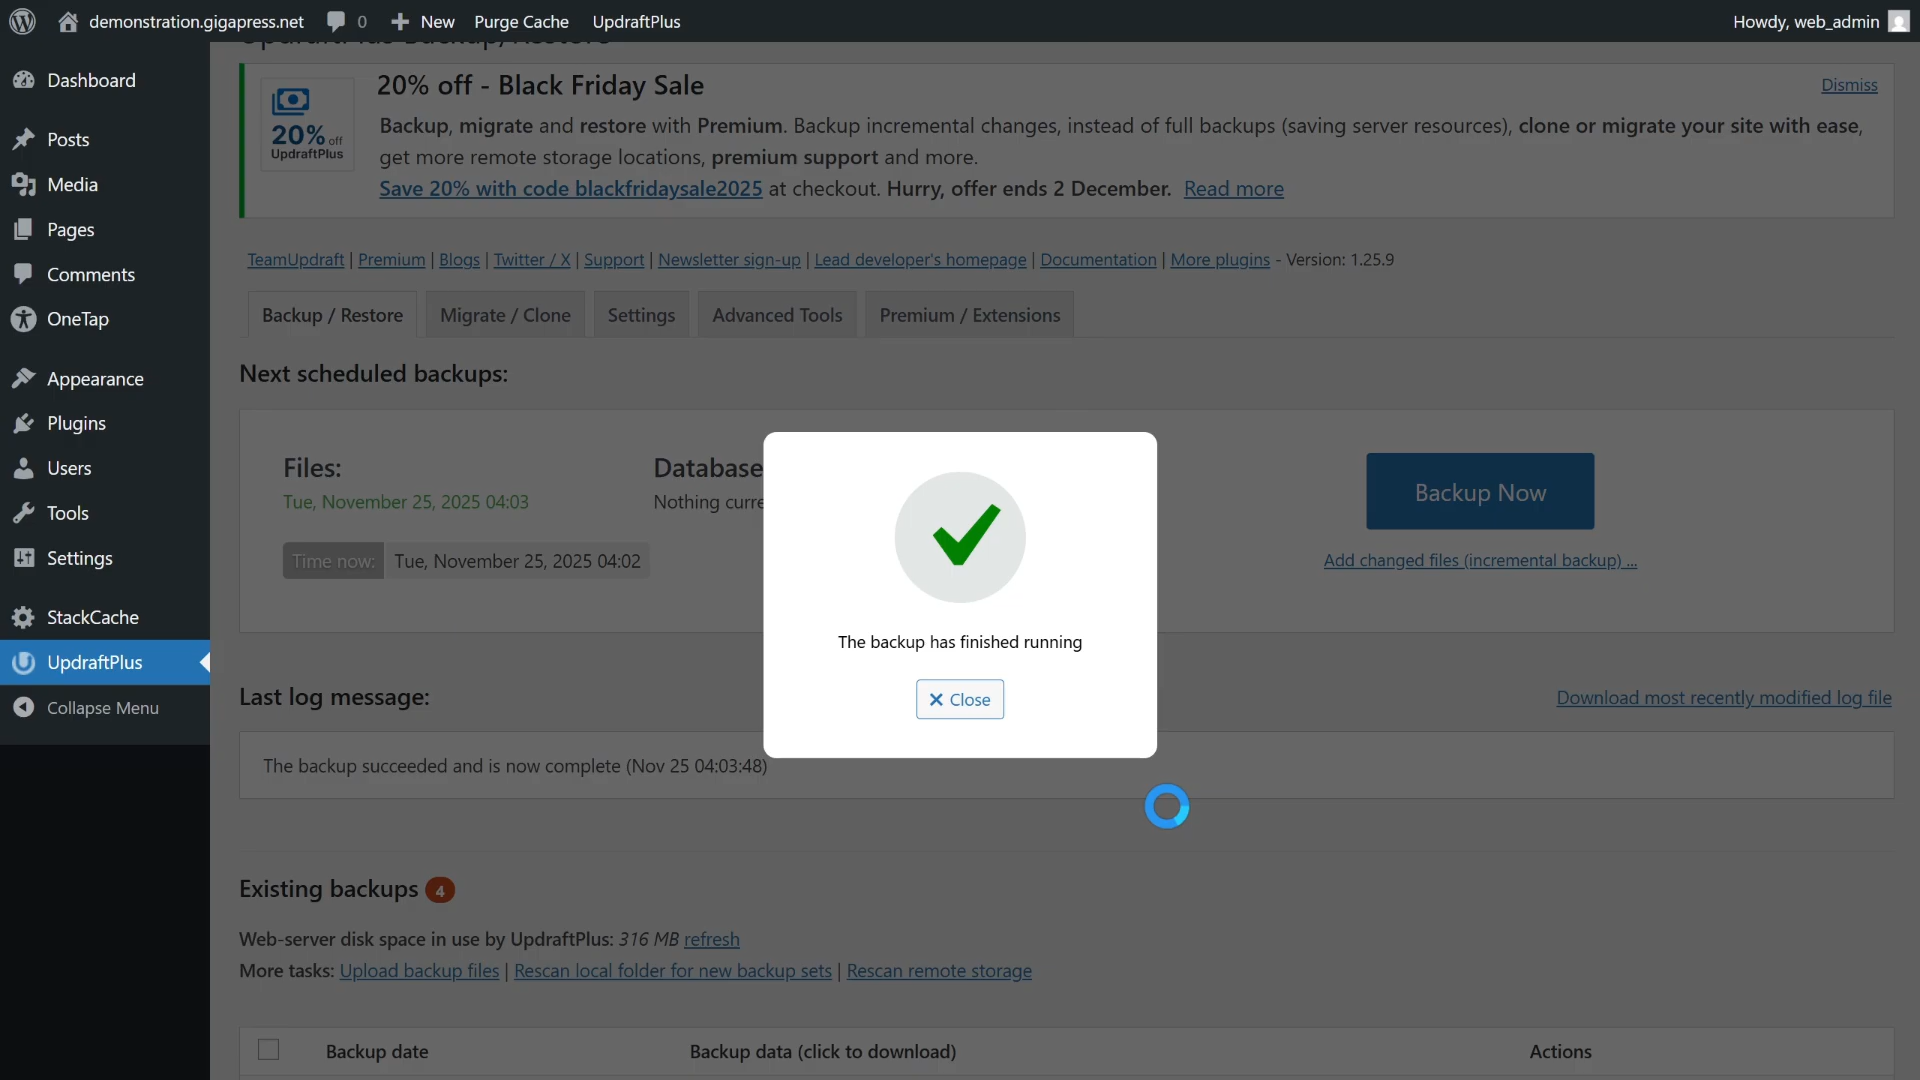 demonstration.gigapress.net
0
New
Purge Cache
UpdraftPlus
Howdy, web_admin
UpdraftPlus Backup/Restore
Dashboard
Posts
Media
Pages
Comments
OneTap
Appearance
Plugins
Users
Tools
Settings
StackCache
UpdraftPlus
Collapse Menu
20% off
UpdraftPlus
20% off - Black Friday Sale
Dismiss
Backup, migrate and restore with Premium. Backup incremental changes, instead of full backups (saving server resources), clone or migrate your site with ease,
get more remote storage locations, premium support and more.
Save 20% with code blackfridaysale2025 at checkout. Hurry, offer ends 2 December. Read more
TeamUpdraft | Premium | Blogs | Twitter / X | Support | Newsletter sign-up | Lead developer's homepage | Documentation | More plugins - Version: 1.25.9
Backup / Restore
Migrate / Clone
Settings
Advanced Tools
Premium / Extensions
Next scheduled backups:
Files:
Tue, November 25, 2025 04:03
Database
Nothing curre
Time now: Tue, November 25, 2025 04:02
Backup Now
Add changed files (incremental backup) ...
The backup has finished running
Close
Last log message:
Download most recently modified log file
The backup succeeded and is now complete (Nov 25 04:03:48)
Existing backups 4
Web-server disk space in use by UpdraftPlus: 316 MB refresh
More tasks: Upload backup files | Rescan local folder for new backup sets | Rescan remote storage
Backup date
Backup data (click to download)
Actions